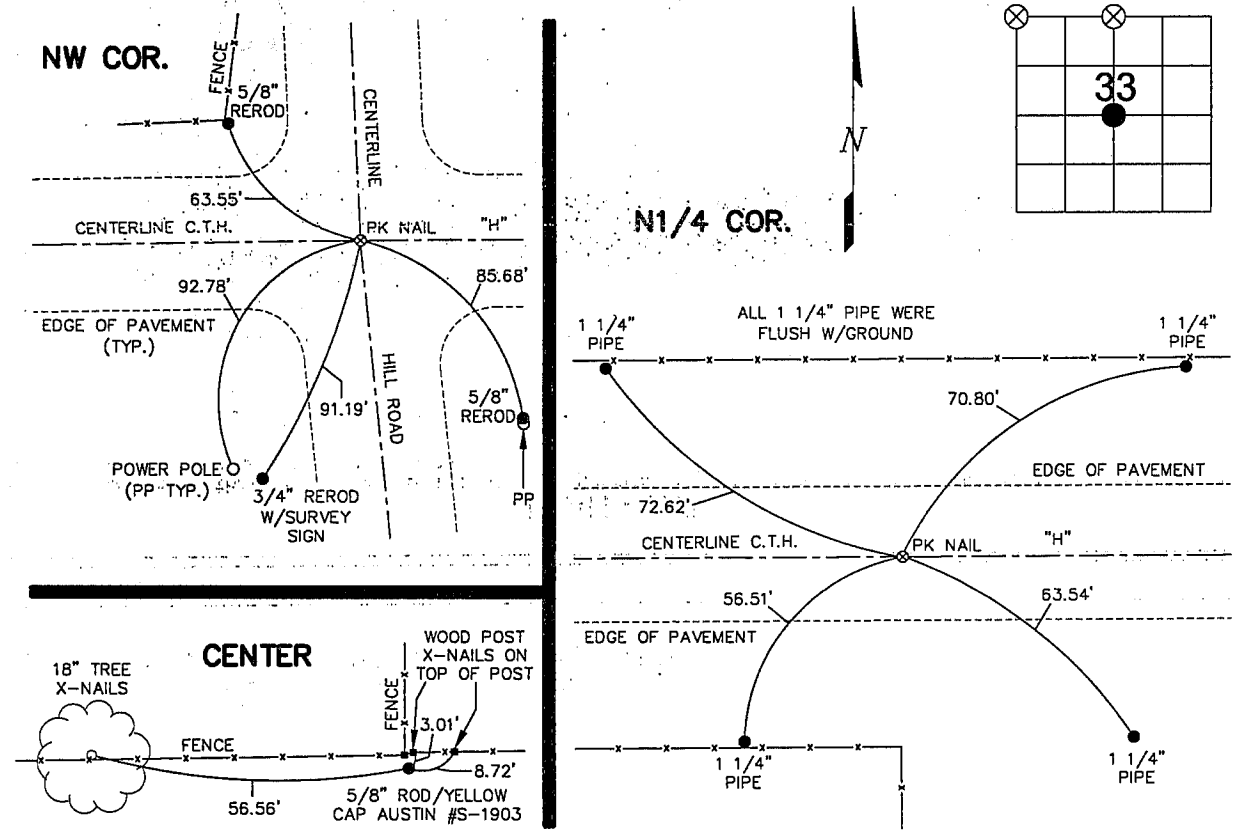 NW COR.
FENCE
5/8"
REROD
CENTERLINE
63.55'
CENTERLINE C.T.H.
PK NAIL
"H"
92.78'
85.68'
EDGE OF PAVEMENT
(TYP.)
HILL ROAD
91.19'
5/8"
REROD
POWER POLE
(PP TYP.)
3/4" REROD
W/SURVEY
SIGN
PP
33
N
N1/4 COR.
ALL 1 1/4" PIPE WERE
FLUSH W/GROUND
1 1/4"
PIPE
1 1/4"
PIPE
70.80'
EDGE OF PAVEMENT
72.62'
CENTERLINE C.T.H.
PK NAIL
"H"
56.51'
63.54'
EDGE OF PAVEMENT
1 1/4"
PIPE
1 1/4"
PIPE
CENTER
18" TREE
X-NAILS
WOOD POST
X-NAILS ON
TOP OF POST
FENCE
FENCE
3.01'
8.72'
56.56'
5/8" ROD/YELLOW
CAP AUSTIN #S-1903